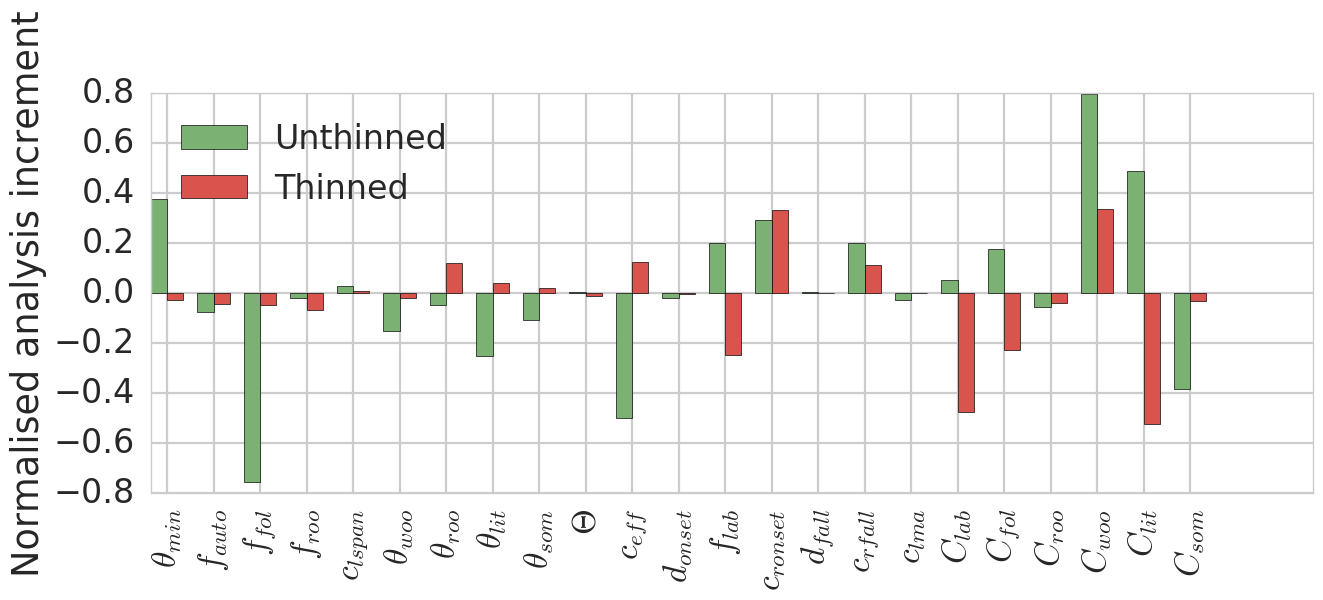 Normalised analysis increment
0.8
0.6
0.4
0.2
0.0
−0.2
−0.4
−0.6
−0.8
Unthinned
Thinned
θ_min
f_auto
f_fol
f_roo
c_lspan
θ_woo
θ_roo
θ_lit
θ_som
Θ
c_eff
d_onset
f_lab
c_ronset
d_fall
c_rfall
c_lma
C_lab
C_fol
C_roo
C_woo
C_lit
C_som